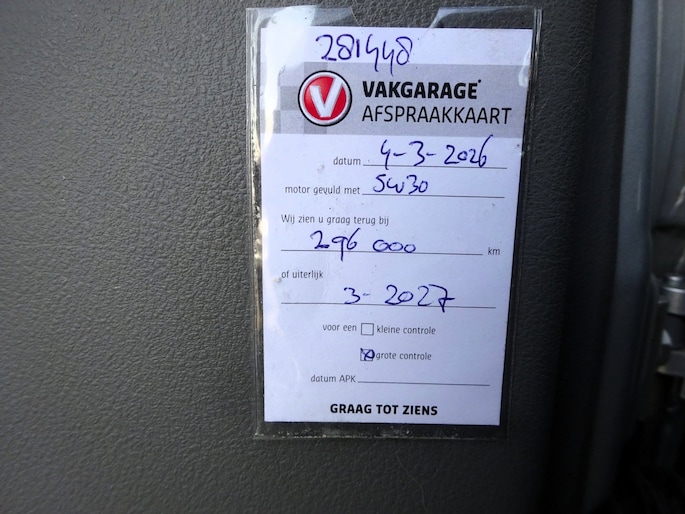 281448
V VAKGARAGE
AFSPRAAKKAART
datum 4-3-2026
motor gevuld met 5W30
Wij zien u graag terug bij
296 000 km
of uiterlijk
3-2027
voor een kleine controle
grote controle
datum APK
GRAAG TOT ZIENS